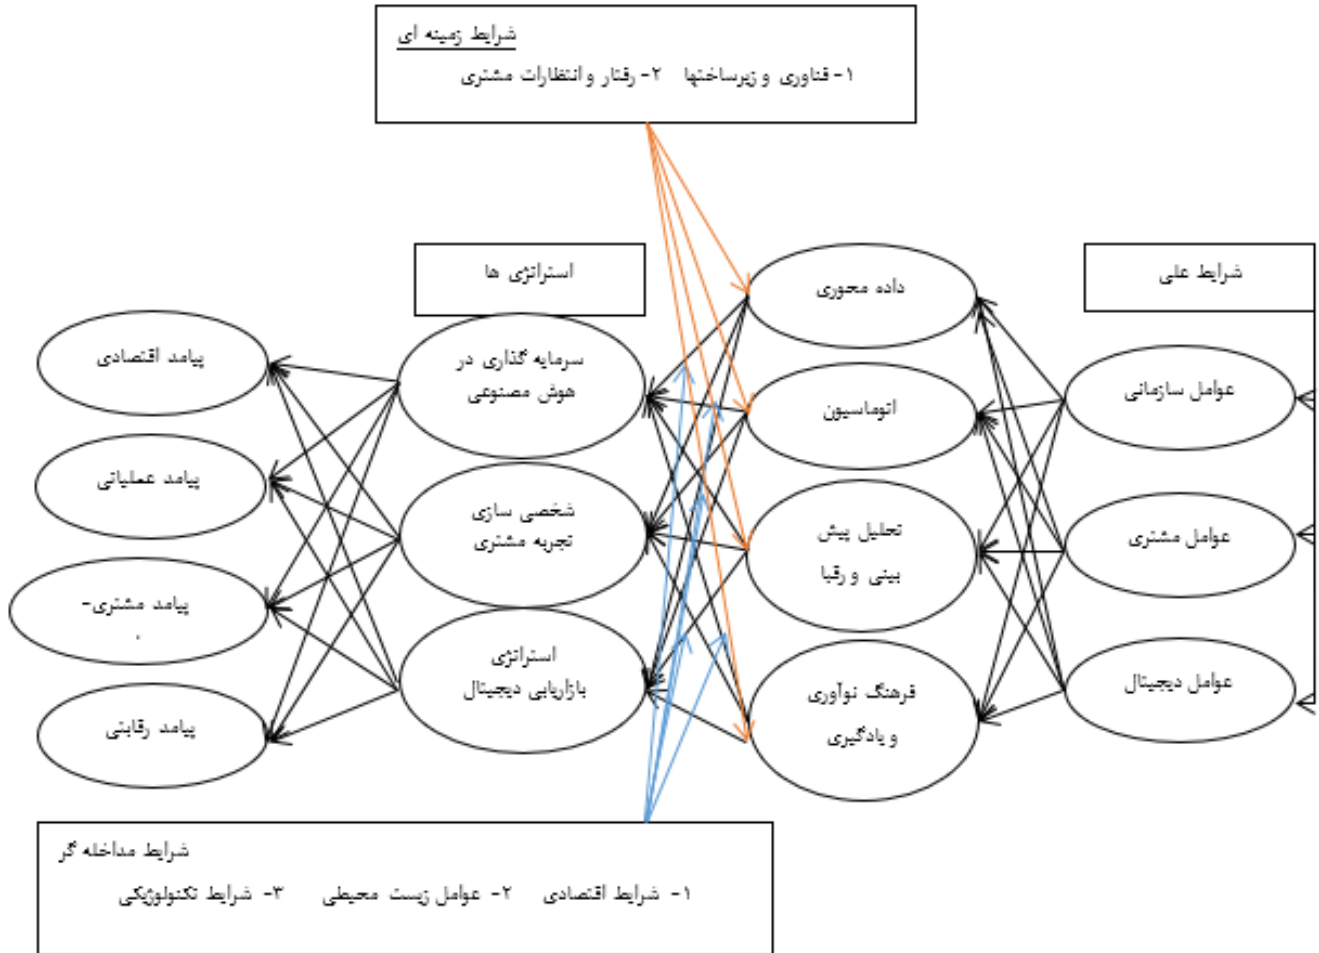 شرایط زمینه ای
۱- فناوری و زیرساختها ۲- رفتار و انتظارات مشتری
شرایط علی
استراتژی ها
داده محوری
عوامل سازمانی
سرمایه گذاری در
هوش مصنوعی
پیامد اقتصادی
اتوماسیون
پیامد عملیاتی
شخصی سازی
تجربه مشتری
تحلیل پیش
بینی و رقبا
عوامل مشتری
پیامد مشتری-
استراتژی
بازاریابی دیجیتال
عوامل دیجیتال
فرهنگ نوآوری
و یادگیری
پیامد رقابتی
شرایط مداخله گر
۱- شرایط اقتصادی ۲- عوامل زیست محیطی ۳- شرایط تکنولوژیکی